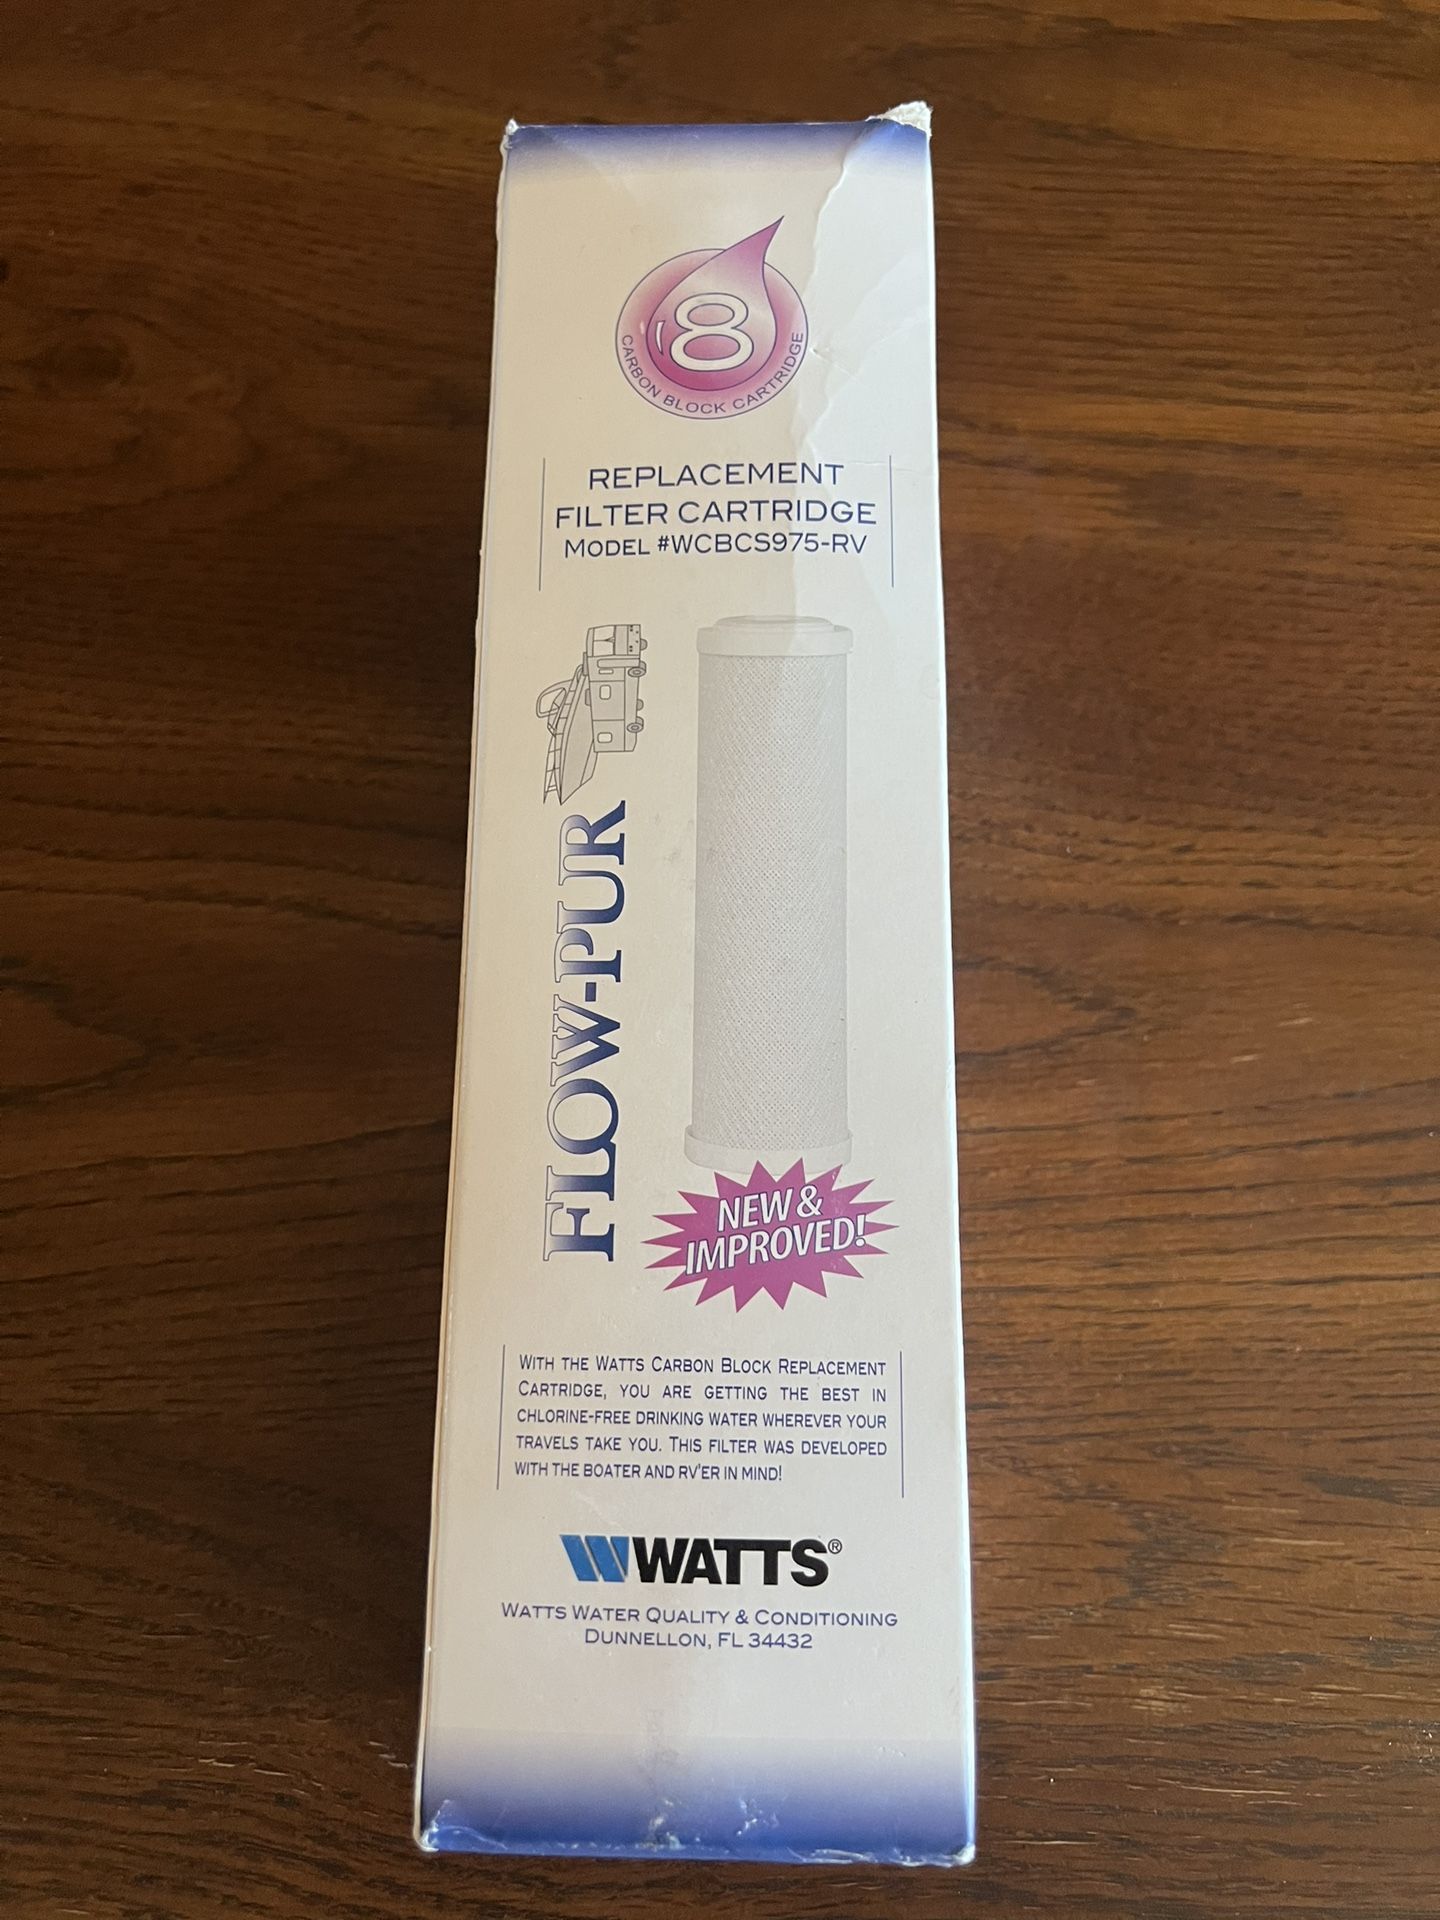 8
CARBON BLOCK CARTRIDGE
REPLACEMENT
FILTER CARTRIDGE
MODEL #WCBCS975-RV
FLOW-PUR
NEW &
IMPROVED!
WITH THE WATTS CARBON BLOCK REPLACEMENT
CARTRIDGE, YOU ARE GETTING THE BEST IN
CHLORINE-FREE DRINKING WATER WHEREVER YOUR
TRAVELS TAKE YOU. THIS FILTER WAS DEVELOPED
WITH THE BOATER AND RV'ER IN MIND!
WATTS®
WATTS WATER QUALITY & CONDITIONING
DUNNELLON, FL 34432